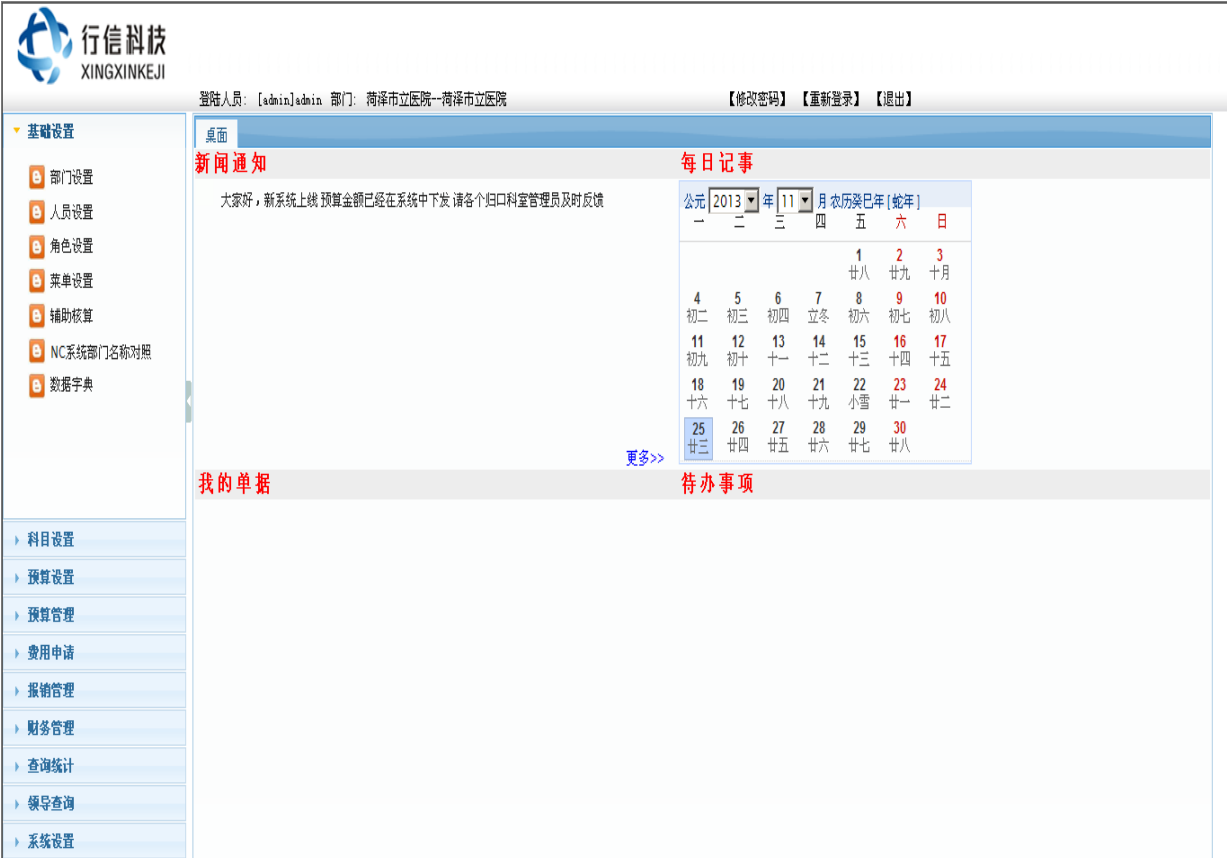 行信科技
XINGXINKEJI
登陆人员: [admin]admin 部门: 菏泽市立医院--菏泽市立医院
【修改密码】 【重新登录】 【退出】
基础设置
部门设置
人员设置
角色设置
菜单设置
辅助核算
NC系统部门名称对照
数据字典
科目设置
预算设置
预算管理
费用申请
报销管理
财务管理
查询统计
领导查询
系统设置
桌面
新闻通知
大家好，新系统上线 预算金额已经在系统中下发 请各个归口科室管理员及时反馈
更多>>
每日记事
公元 2013 年 11 月 农历癸巳年 [蛇年]
一 二 三 四 五 六 日
1 2 3
廿八 廿九 十月
4 5 6 7 8 9 10
初二 初三 初四 立冬 初六 初七 初八
11 12 13 14 15 16 17
初九 初十 十一 十二 十三 十四 十五
18 19 20 21 22 23 24
十六 十七 十八 十九 小雪 廿一 廿二
25 26 27 28 29 30
廿三 廿四 廿五 廿六 廿七 廿八
我的单据
待办事项